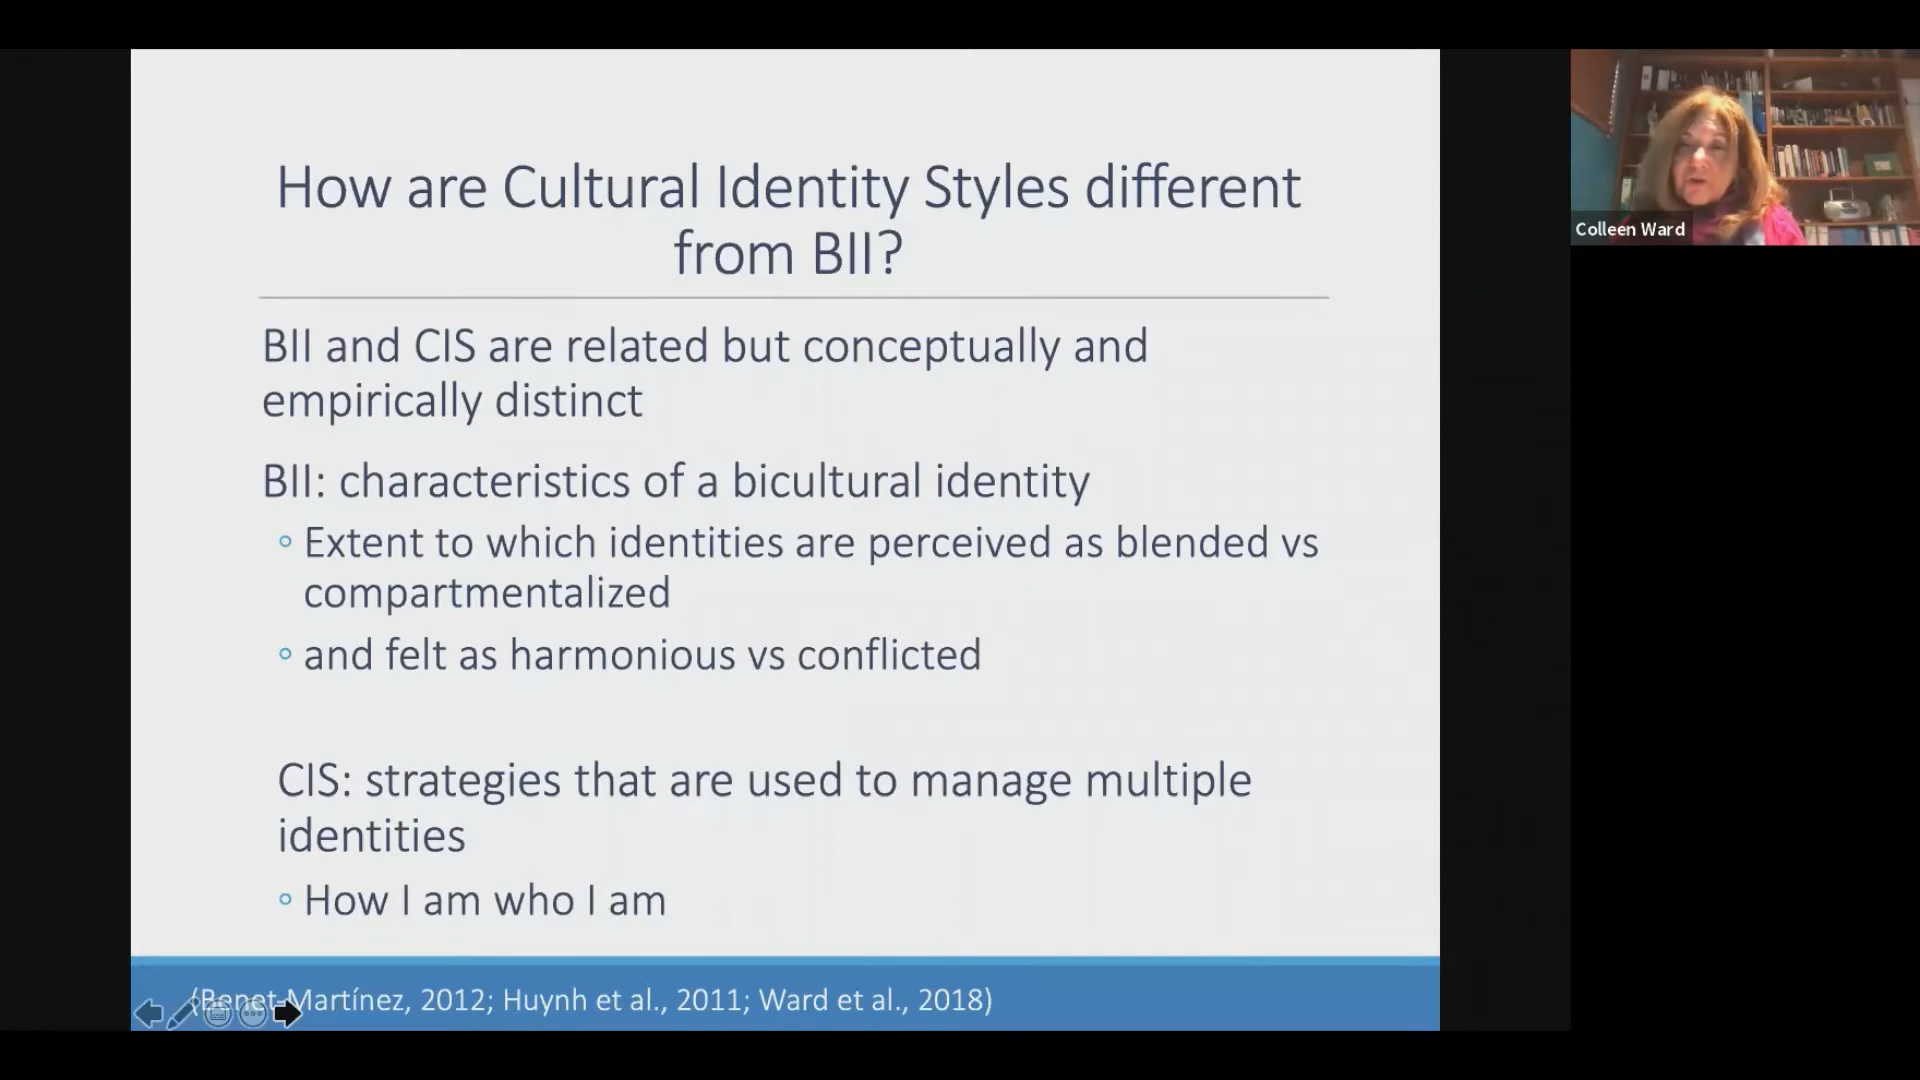 How are Cultural Identity Styles different
from BII?
BII and CIS are related but conceptually and
empirically distinct
BII: characteristics of a bicultural identity
◦ Extent to which identities are perceived as blended vs
compartmentalized
◦ and felt as harmonious vs conflicted
CIS: strategies that are used to manage multiple
identities
◦ How I am who I am
(Benet-Martínez, 2012; Huynh et al., 2011; Ward et al., 2018)
Colleen Ward